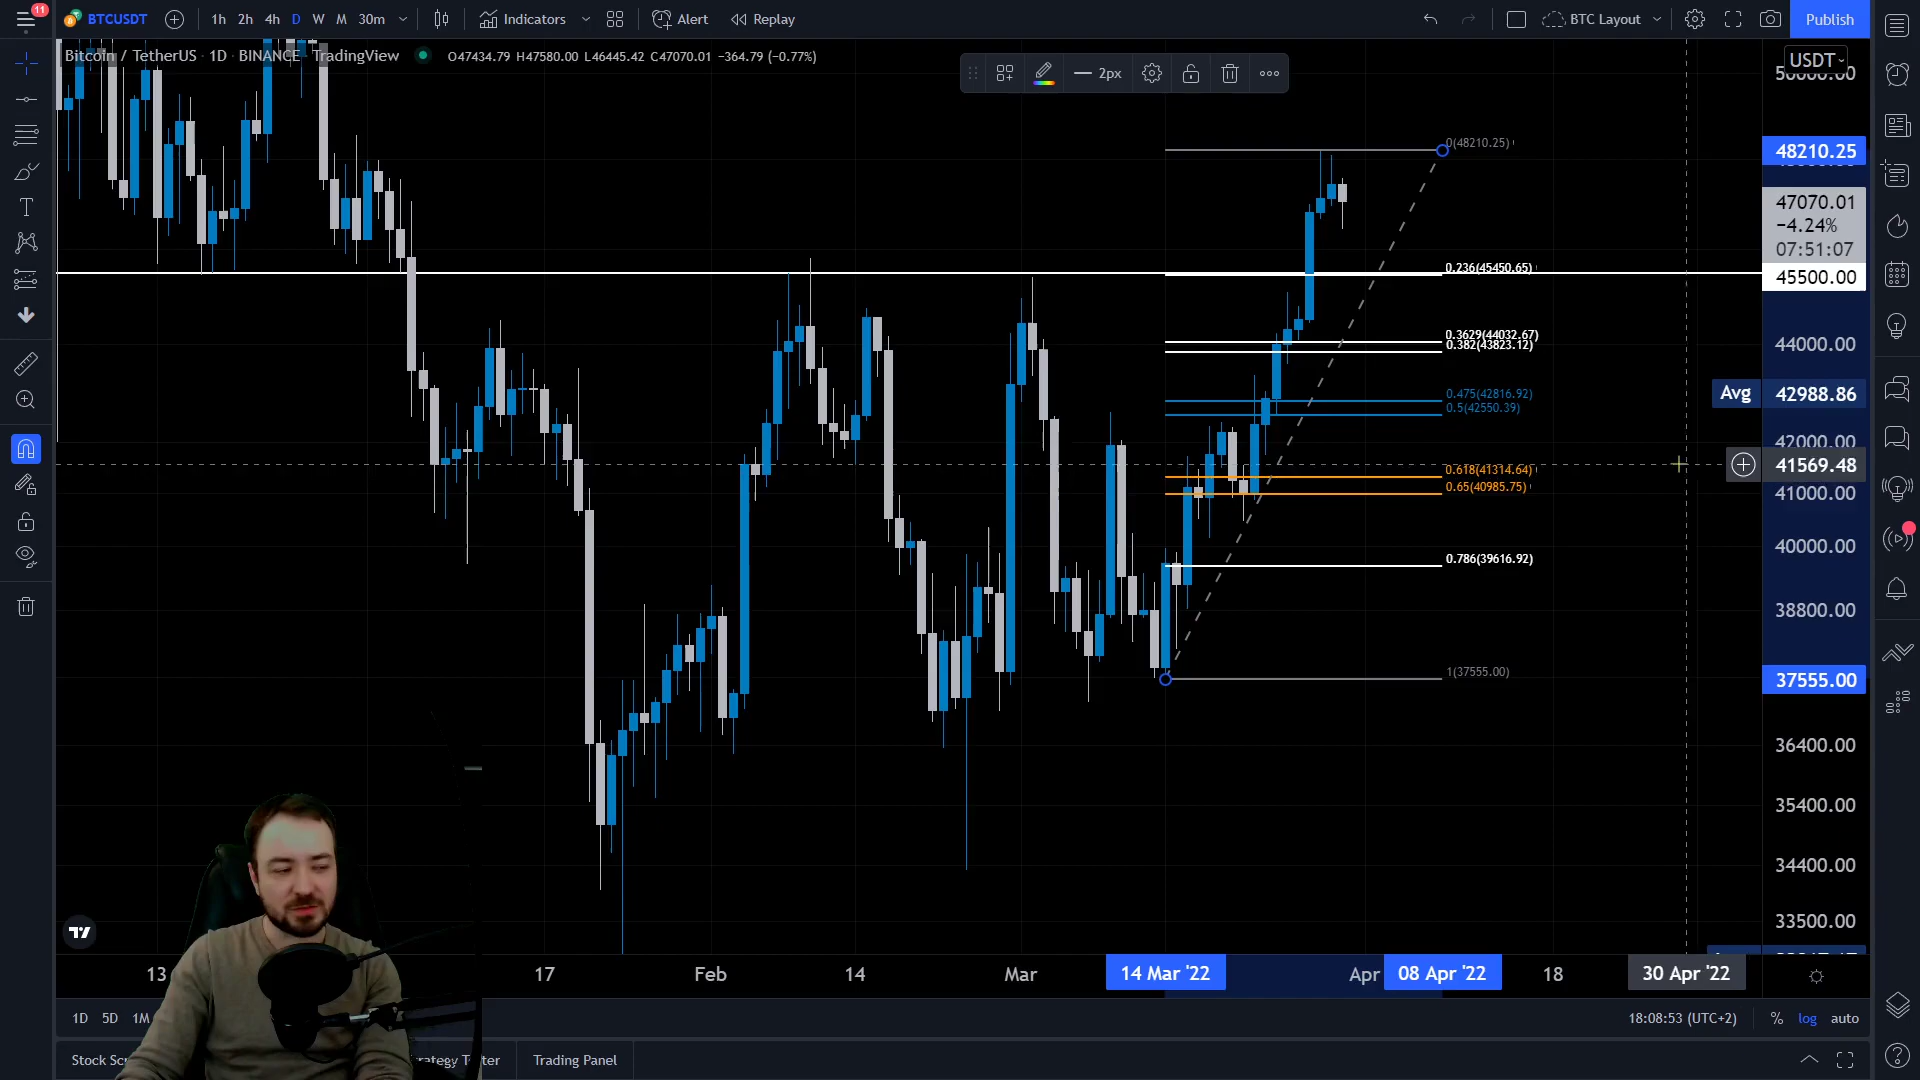 11
BTCUSDT
1h 2h 4h D W M 30m
Indicators
Alert
Replay
BTC Layout
Publish
Bitcoin / TetherUS · 1D · BINANCE · TradingView
O47434.79 H47580.00 L46445.42 C47070.01 −364.79 (−0.77%)
2px
USDT
50000.00
0(48210.25)
48210.25
47070.01
−4.24%
07:51:07
0.236(45450.65)
45500.00
0.3629(44032.67)
0.382(43823.12)
44000.00
0.475(42816.92)
0.5(42550.39)
Avg 42988.86
42000.00
0.618(41314.64)
41569.48
0.65(40985.75)
41000.00
40000.00
0.786(39616.92)
38800.00
1(37555.00)
37555.00
36400.00
35400.00
34400.00
33500.00
13 17 Feb 14 Mar 14 Mar '22 Apr 08 Apr '22 18 30 Apr '22
1D 5D 1M
18:08:53 (UTC+2)
% log auto
Trading Panel